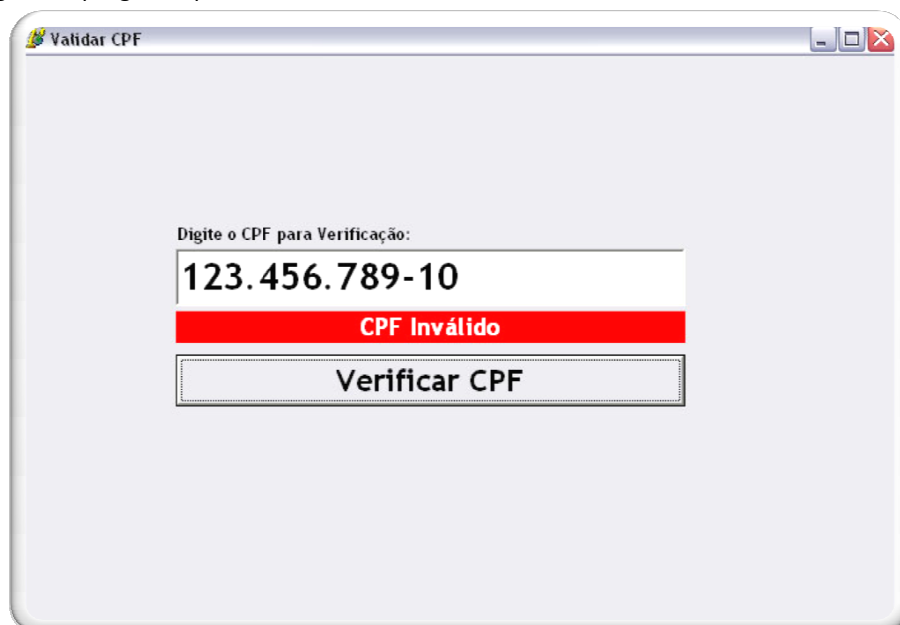 Validar CPF
Digite o CPF para Verificação:
123.456.789-10
CPF Inválido
Verificar CPF